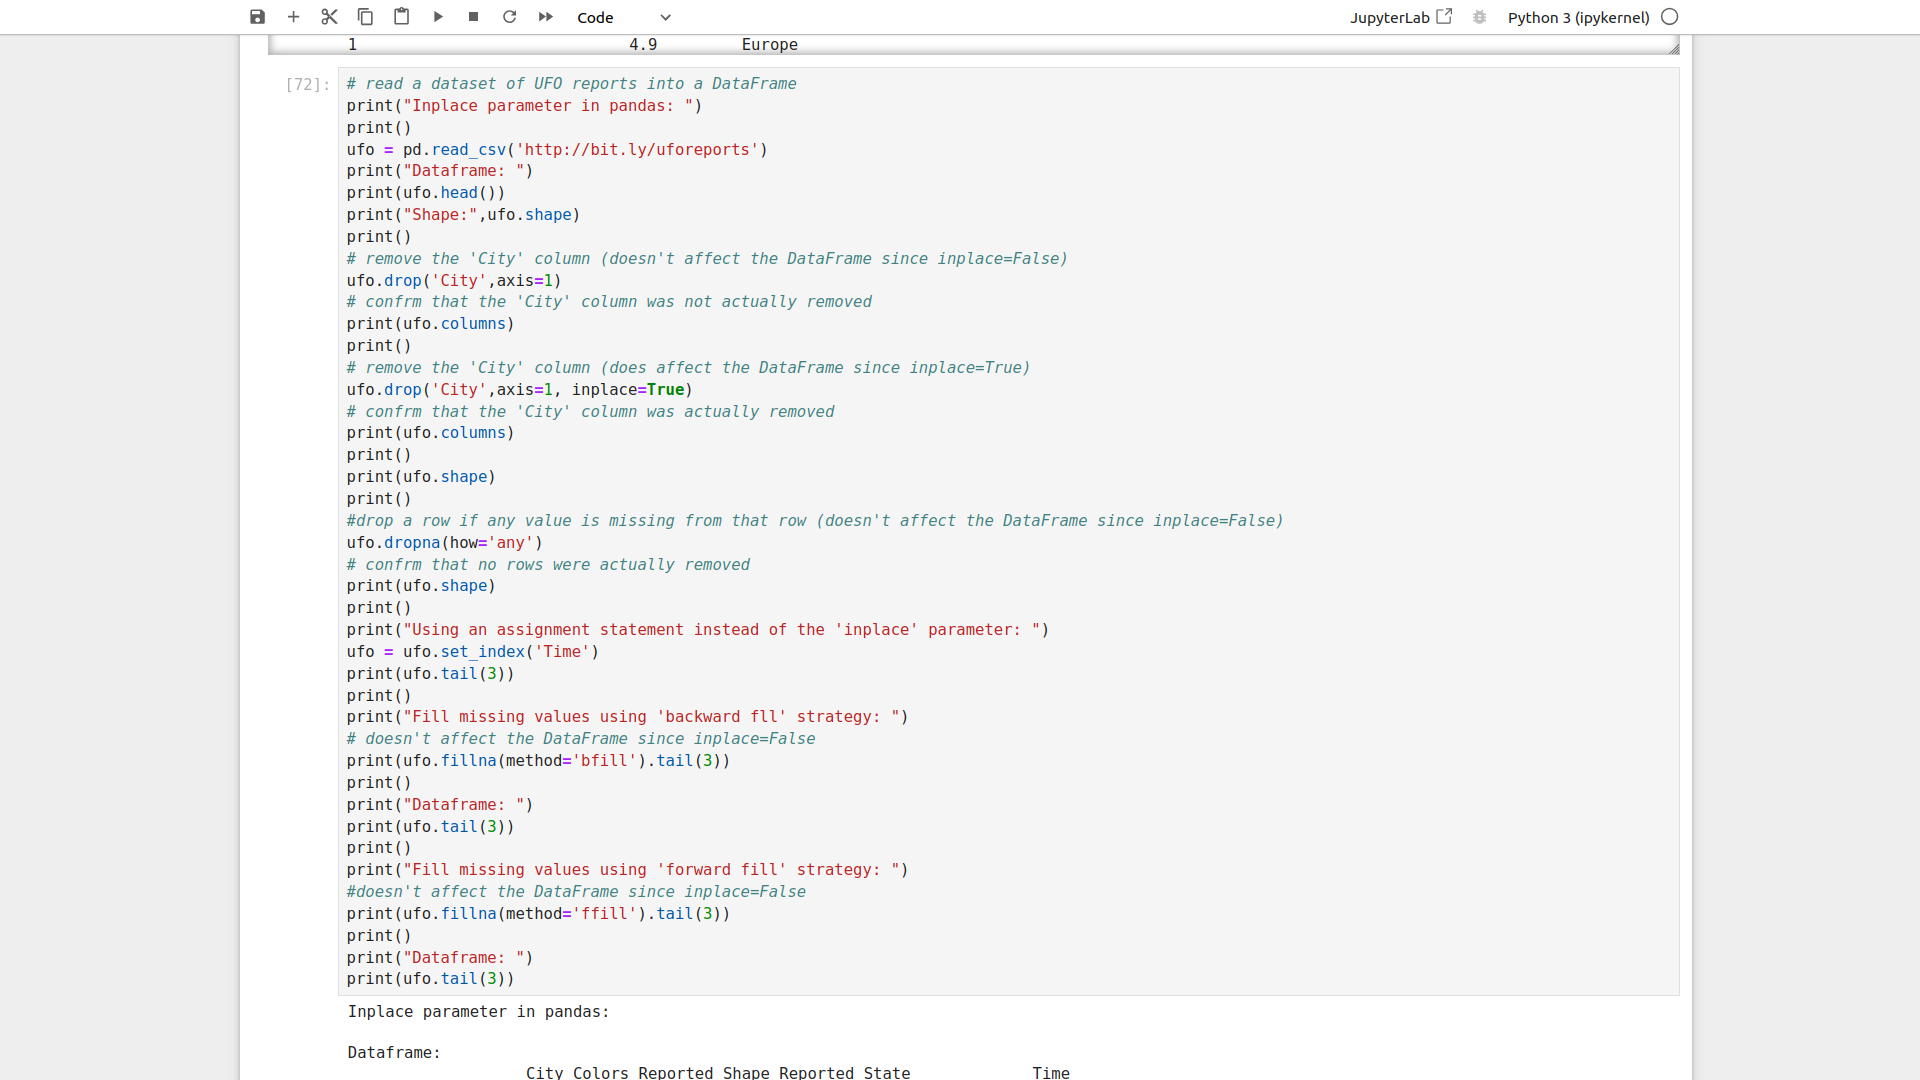 Code JupyterLab Python 3 (ipykernel)
1 4.9 Europe
[72]: # read a dataset of UFO reports into a DataFrame
print("Inplace parameter in pandas: ")
print()
ufo = pd.read_csv('http://bit.ly/uforeports')
print("Dataframe: ")
print(ufo.head())
print("Shape:",ufo.shape)
print()
# remove the 'City' column (doesn't affect the DataFrame since inplace=False)
ufo.drop('City',axis=1)
# confrm that the 'City' column was not actually removed
print(ufo.columns)
print()
# remove the 'City' column (does affect the DataFrame since inplace=True)
ufo.drop('City',axis=1, inplace=True)
# confrm that the 'City' column was actually removed
print(ufo.columns)
print()
print(ufo.shape)
print()
#drop a row if any value is missing from that row (doesn't affect the DataFrame since inplace=False)
ufo.dropna(how='any')
# confrm that no rows were actually removed
print(ufo.shape)
print()
print("Using an assignment statement instead of the 'inplace' parameter: ")
ufo = ufo.set_index('Time')
print(ufo.tail(3))
print()
print("Fill missing values using 'backward fll' strategy: ")
# doesn't affect the DataFrame since inplace=False
print(ufo.fillna(method='bfill').tail(3))
print()
print("Dataframe: ")
print(ufo.tail(3))
print()
print("Fill missing values using 'forward fill' strategy: ")
#doesn't affect the DataFrame since inplace=False
print(ufo.fillna(method='ffill').tail(3))
print()
print("Dataframe: ")
print(ufo.tail(3))
Inplace parameter in pandas:
Dataframe:
City Colors Reported Shape Reported State Time